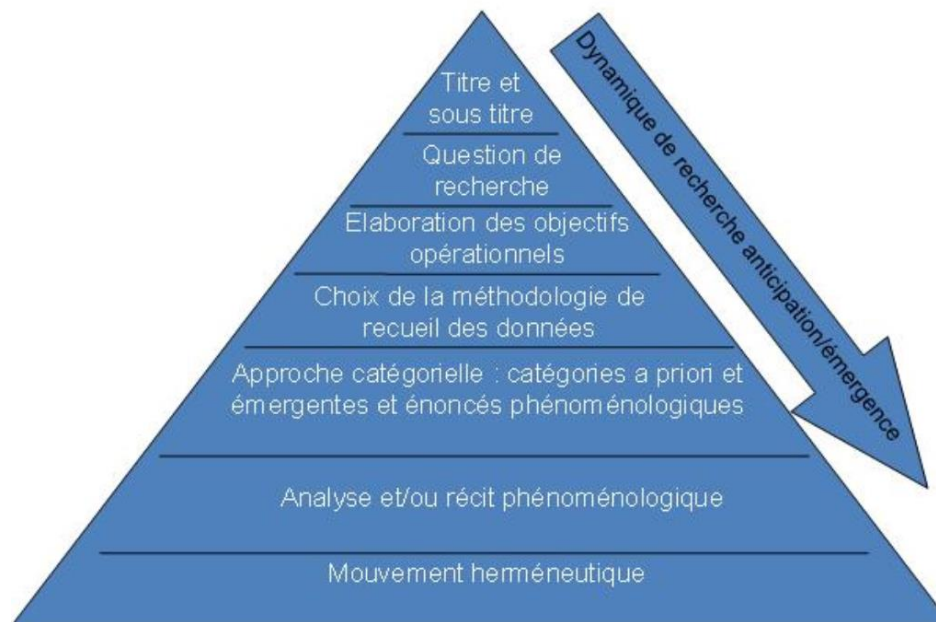 Titre et
sous titre
Question de
recherche
Elaboration des objectifs
opérationnels
Choix de la méthodologie de
recueil des données
Approche catégorielle : catégories a priori et
émergentes et énoncés phénoménologiques
Analyse et/ou récit phénoménologique
Mouvement herméneutique
Dynamique de recherche anticipation/émergence